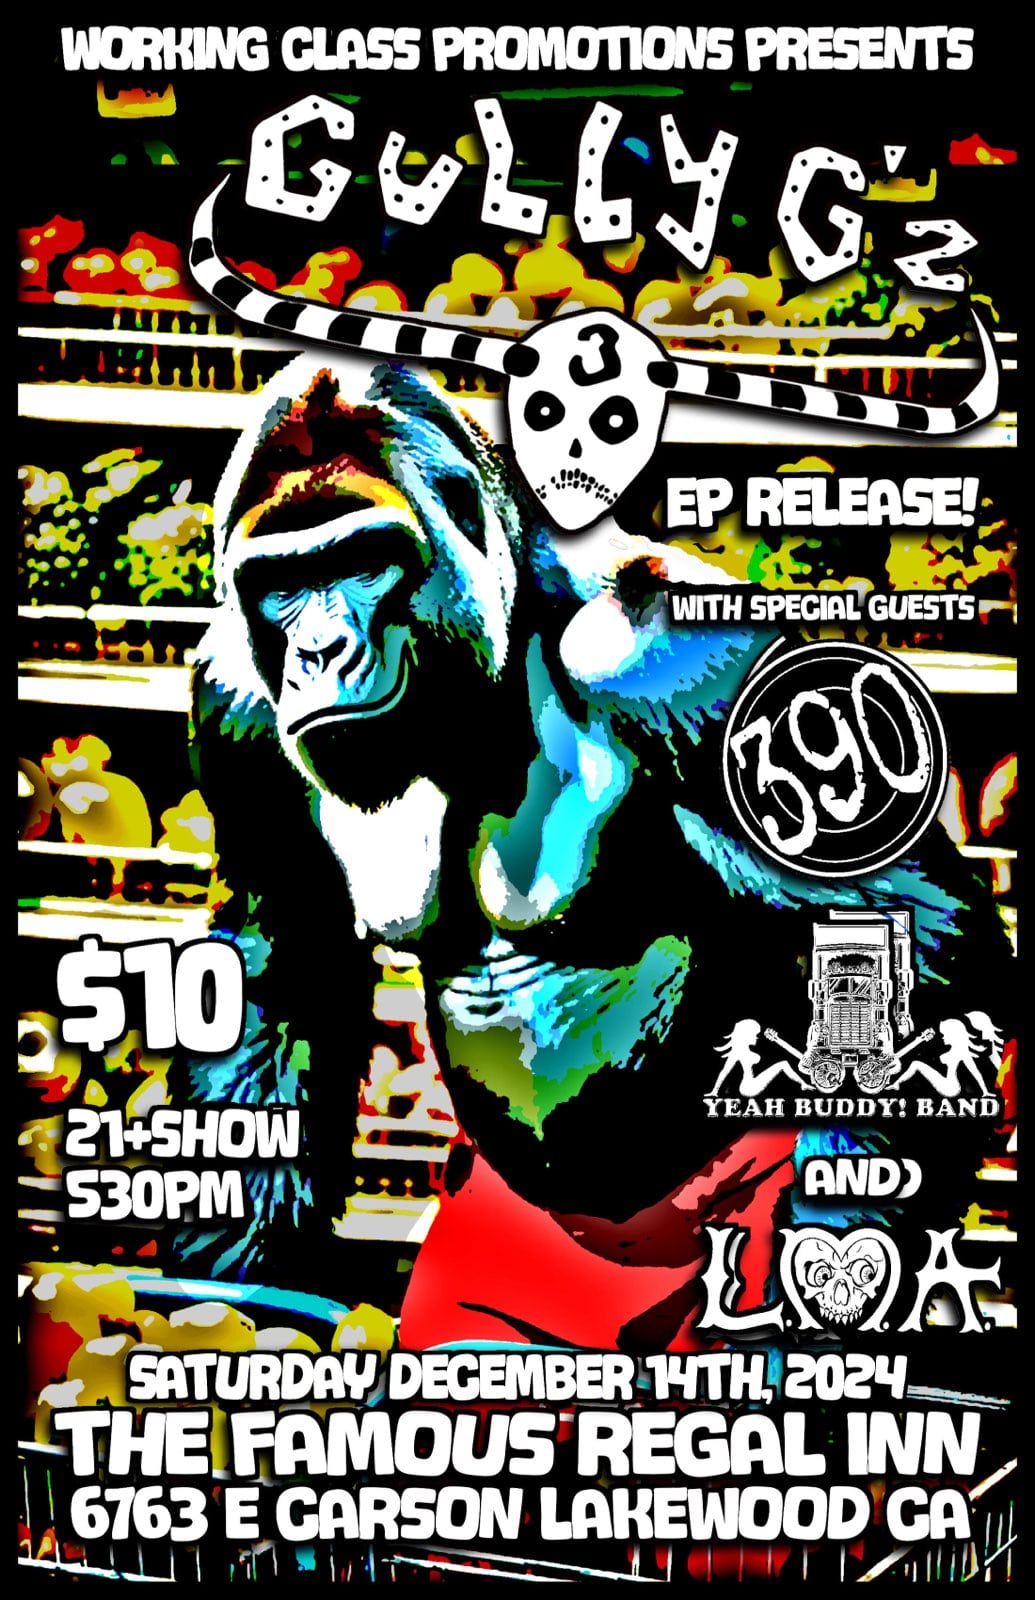 WORKING CLASS PROMOTIONS PRESENTS
GULLY G'Z
3
EP RELEASE!
WITH SPECIAL GUESTS
390
YEAH BUDDY! BAND
AND)
L.M.A.
$10
21+SHOW
530PM
SATURDAY DECEMBER 14TH, 2024
THE FAMOUS REGAL INN
6763 E CARSON LAKEWOOD CA